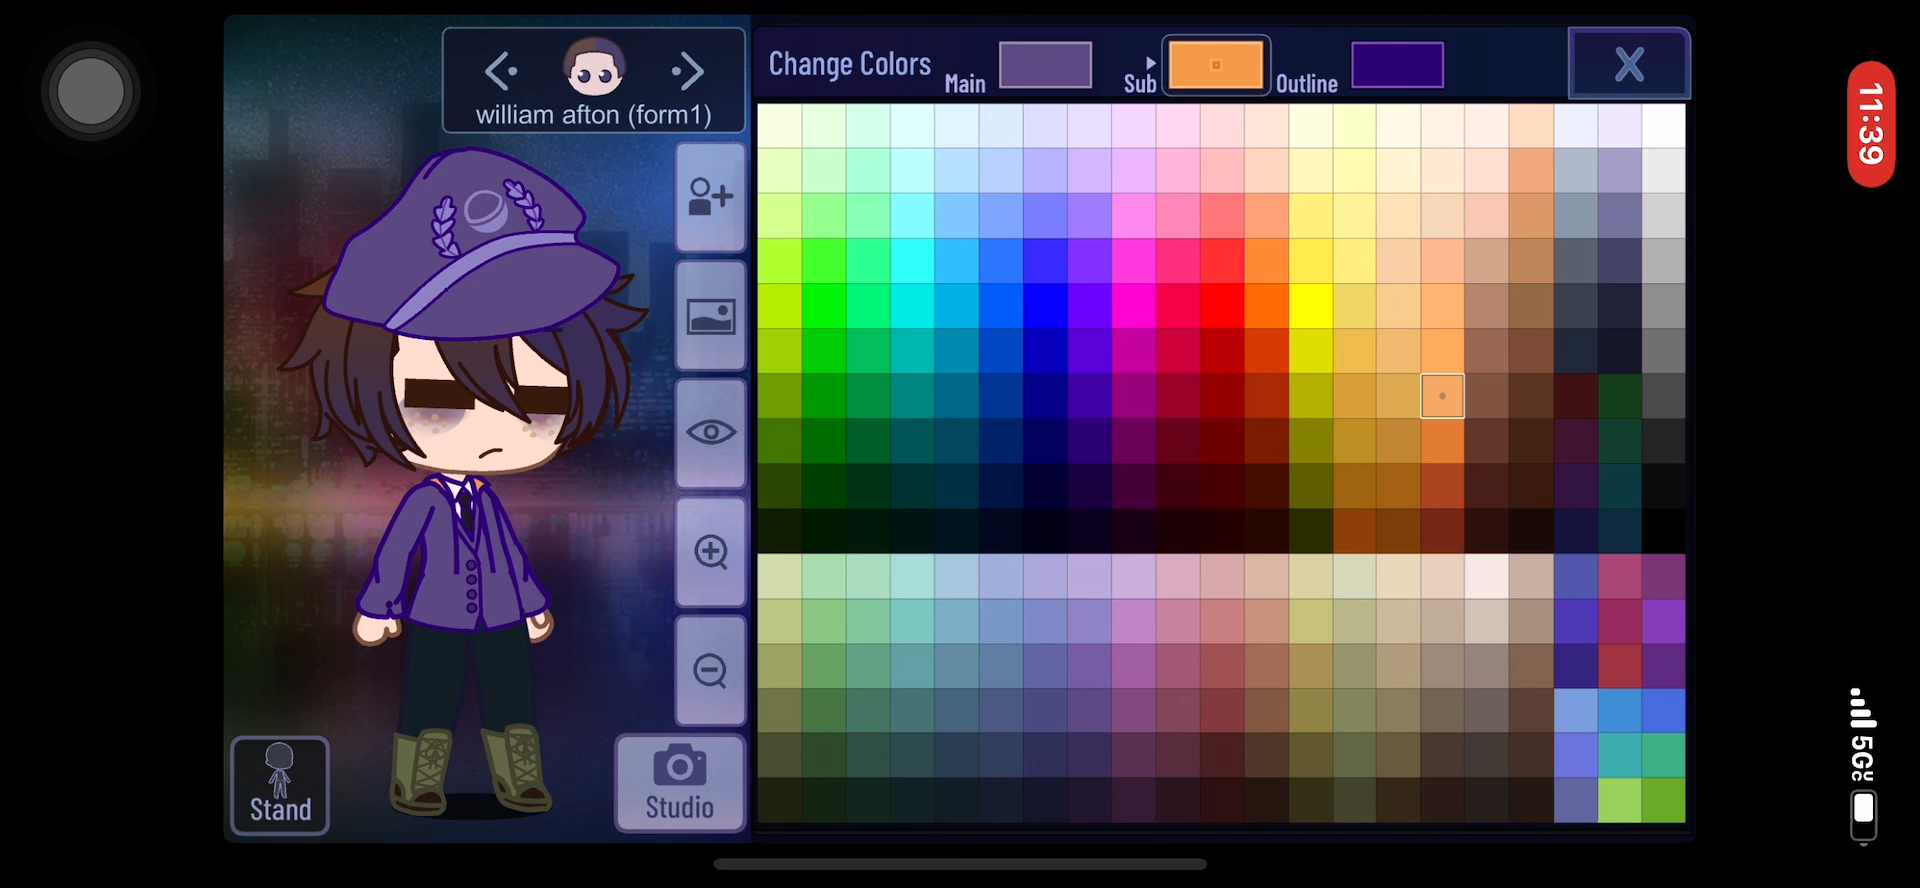 Change Colors
Main
Sub
Outline
X
william afton (form1)
Stand
Studio
11:39
5G